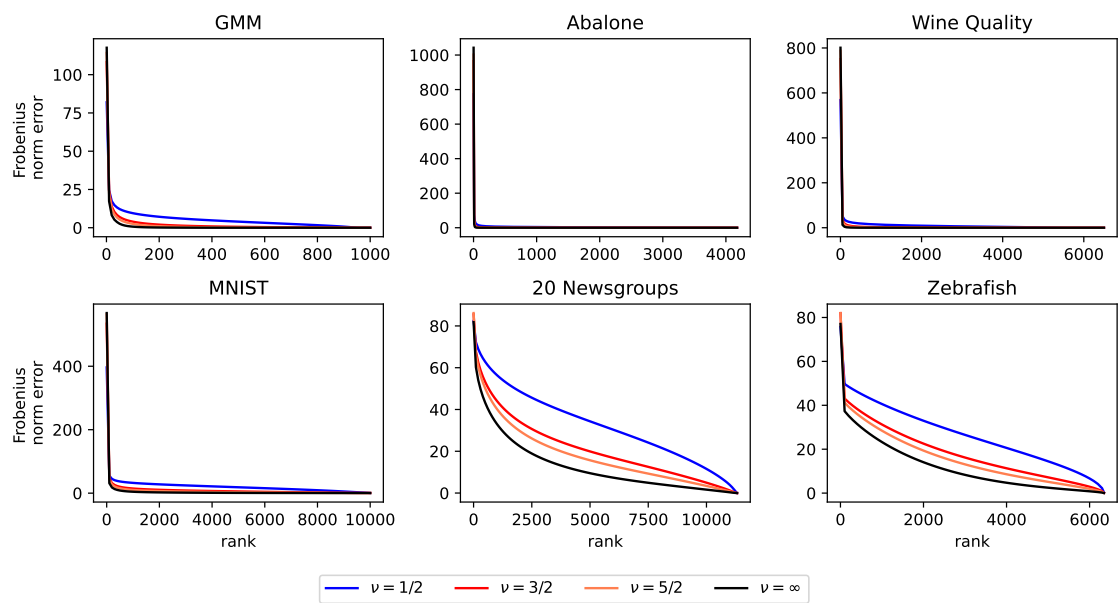 GMM
Abalone
Wine Quality
Frobenius
norm error
100
75
50
25
0
1000
800
600
400
200
0
800
600
400
200
0
0 200 400 600 800 1000
0 1000 2000 3000 4000
0 2000 4000 6000
MNIST
20 Newsgroups
Zebrafish
Frobenius
norm error
400
200
0
80
60
40
20
0
80
60
40
20
0
0 2000 4000 6000 8000 10000
0 2500 5000 7500 10000
0 2000 4000 6000
rank
rank
rank
ν = 1/2 ν = 3/2 ν = 5/2 ν = ∞